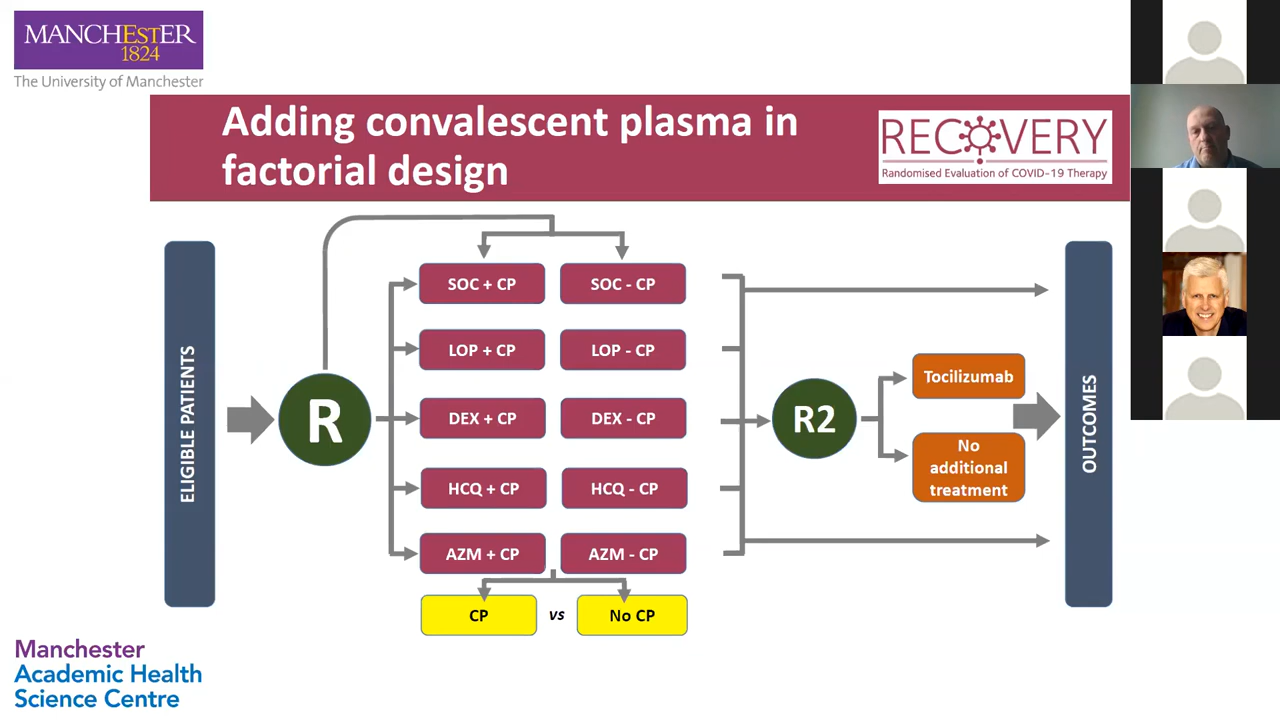 MANCHESTER
1824
The University of Manchester
Adding convalescent plasma in
factorial design
RECOVERY
Randomised Evaluation of COVID-19 Therapy
ELIGIBLE PATIENTS
R
SOC + CP
SOC - CP
LOP + CP
LOP - CP
DEX + CP
DEX - CP
HCQ + CP
HCQ - CP
AZM + CP
AZM - CP
CP
vs
No CP
R2
Tocilizumab
No
additional
treatment
OUTCOMES
Manchester
Academic Health
Science Centre